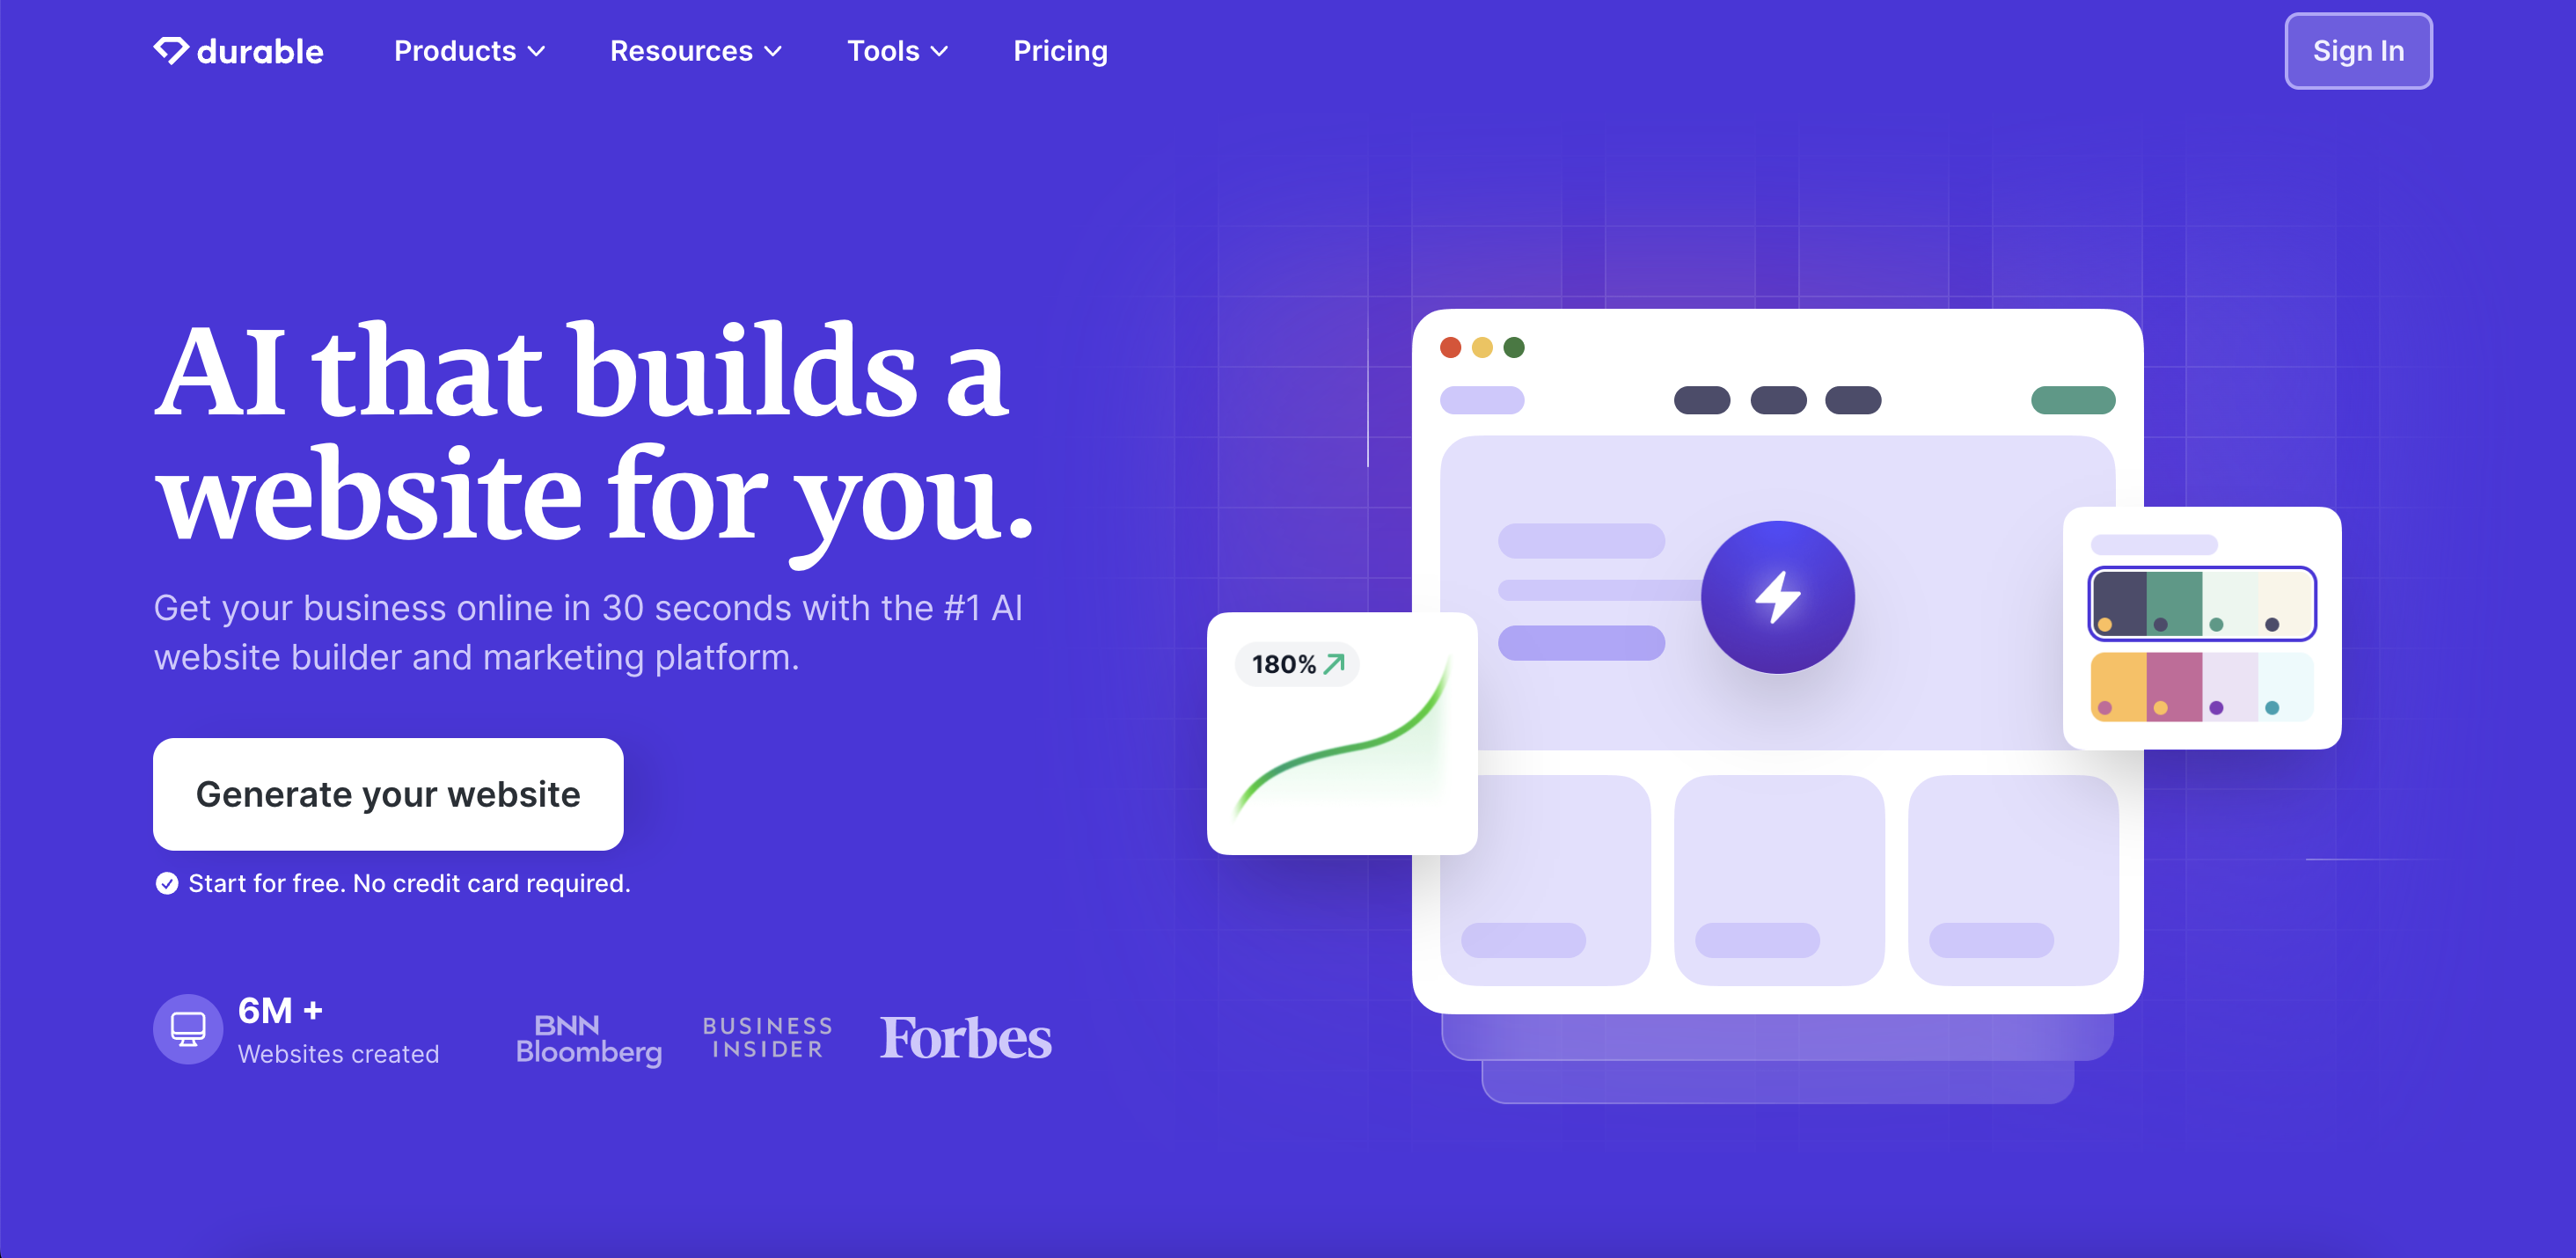 durable
Products
Resources
Tools
Pricing
Sign In
AI that builds a
website for you.
Get your business online in 30 seconds with the #1 AI
website builder and marketing platform.
Generate your website
Start for free. No credit card required.
6M +
Websites created
BNN
Bloomberg
BUSINESS
INSIDER
Forbes
180%